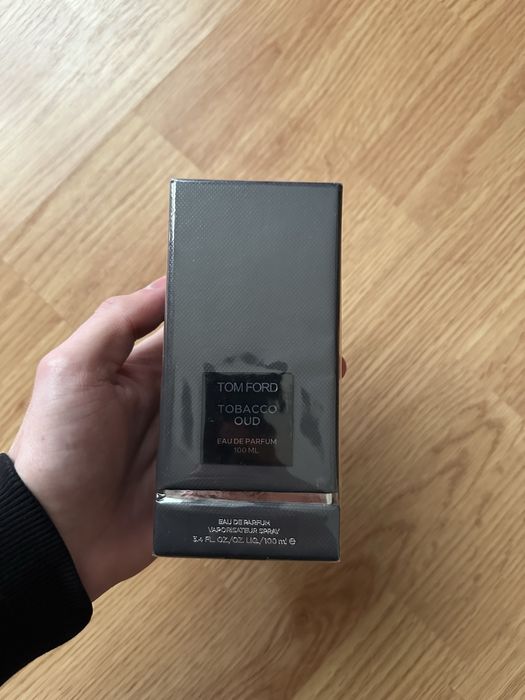 TOM FORD
TOBACCO
OUD
EAU DE PARFUM
100 ML
EAU DE PARFUM
VAPORISATEUR SPRAY
3.4 FL. OZ./OZ. LIQ./100 ml ℮